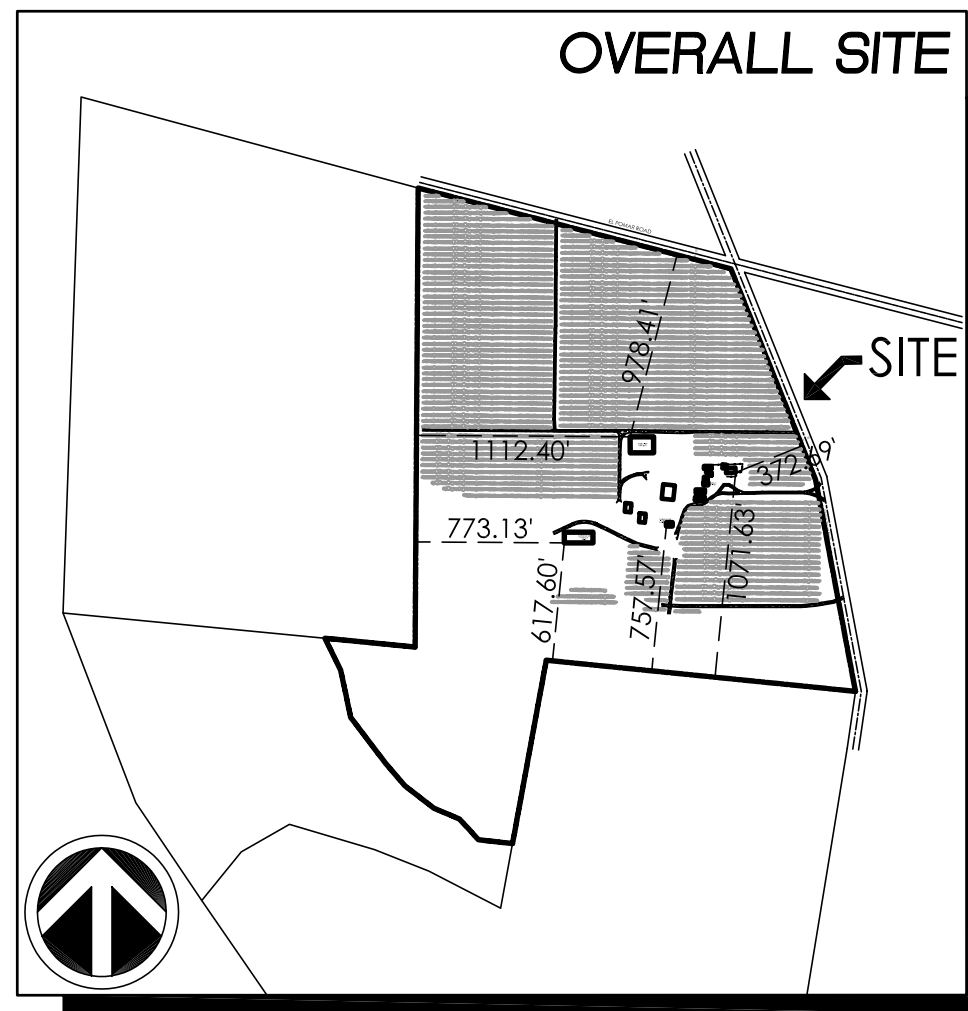 OVERALL SITE
EL POMAR ROAD
978.41'
SITE
1112.40'
372.69'
773.13'
1071.63'
617.60'
757.57'